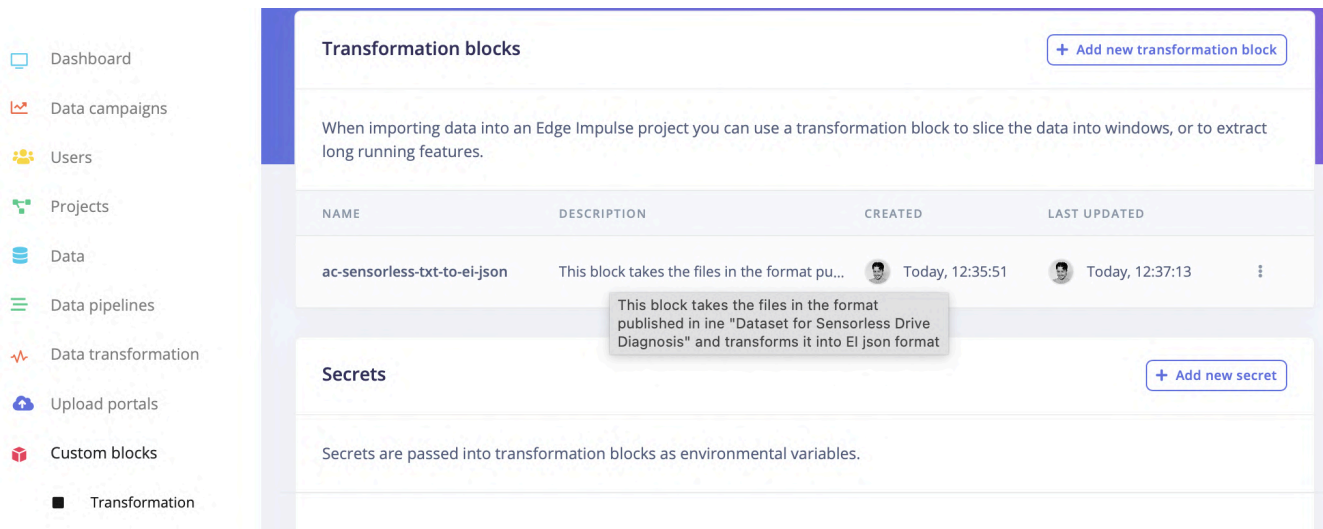 Dashboard
Data campaigns
Users
Projects
Data
Data pipelines
Data transformation
Upload portals
Custom blocks
Transformation
Transformation blocks
+ Add new transformation block
When importing data into an Edge Impulse project you can use a transformation block to slice the data into windows, or to extract
long running features.
NAME DESCRIPTION CREATED LAST UPDATED
ac-sensorless-txt-to-ei-json This block takes the files in the format pu... Today, 12:35:51 Today, 12:37:13
This block takes the files in the format
published in ine "Dataset for Sensorless Drive
Diagnosis" and transforms it into EI json format
Secrets
+ Add new secret
Secrets are passed into transformation blocks as environmental variables.